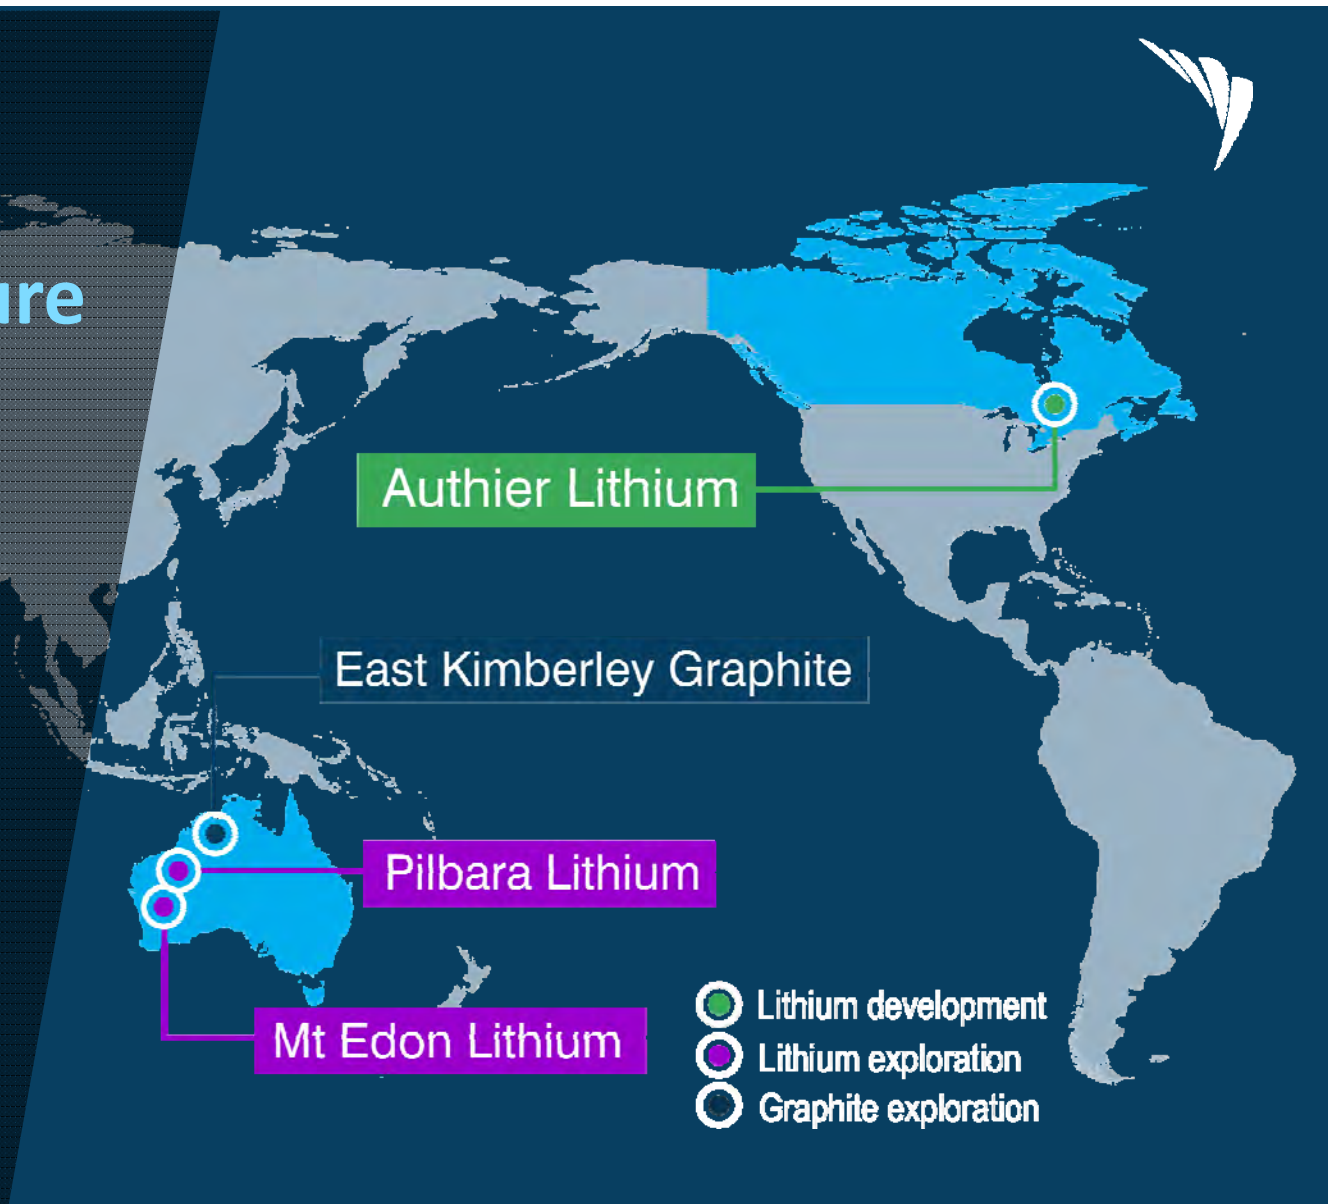 ure
Authier Lithium
East Kimberley Graphite
Pilbara Lithium
Mt Edon Lithium
Lithium development
Lithium exploration
Graphite exploration